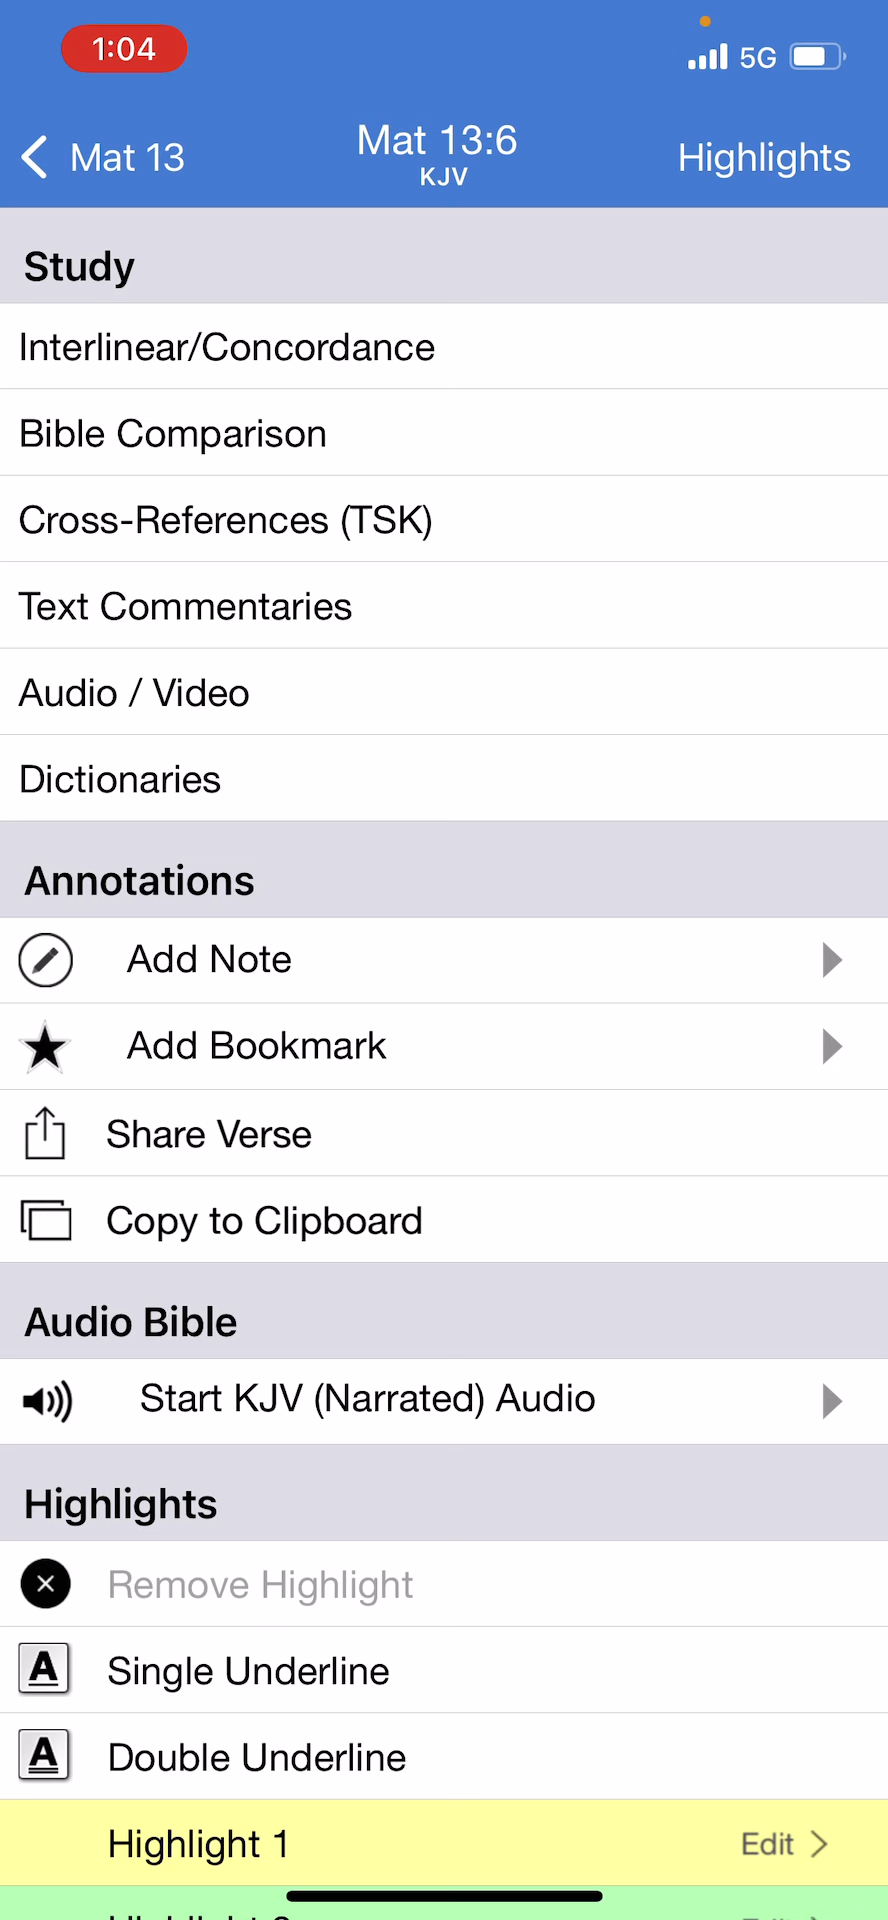 1:04
5G
Mat 13
Mat 13:6
KJV
Highlights
Study
Interlinear/Concordance
Bible Comparison
Cross-References (TSK)
Text Commentaries
Audio / Video
Dictionaries
Annotations
Add Note
Add Bookmark
Share Verse
Copy to Clipboard
Audio Bible
Start KJV (Narrated) Audio
Highlights
Remove Highlight
A Single Underline
A Double Underline
Highlight 1 Edit